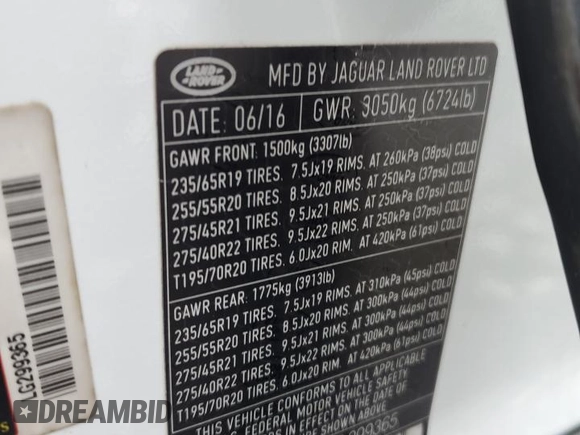 LAND
ROVER
MFD BY JAGUAR LAND ROVER LTD
DATE: 06/16
GWR: 3050kg (6724lb)
GAWR FRONT: 1500kg (3307lb)
235/65R19 TIRES. 7.5Jx19 RIMS. AT 260kPa (38psi) COLD
255/55R20 TIRES. 8.5Jx20 RIMS. AT 250kPa (37psi) COLD
275/45R21 TIRES. 9.5Jx21 RIMS. AT 250kPa (37psi) COLD
275/40R22 TIRES. 9.5Jx22 RIMS. AT 250kPa (37psi) COLD
T195/70R20 TIRES. 6.0Jx20 RIM. AT 420kPa (61psi) COLD
GAWR REAR: 1775kg (3913lb)
235/65R19 TIRES. 7.5Jx19 RIMS. AT 310kPa (45psi) COLD
255/55R20 TIRES. 8.5Jx20 RIMS. AT 300kPa (44psi) COLD
275/45R21 TIRES. 9.5Jx21 RIMS. AT 300kPa (44psi) COLD
275/40R22 TIRES. 9.5Jx22 RIMS. AT 300kPa (44psi) COLD
T195/70R20 TIRES. 6.0Jx20 RIM. AT 420kPa (61psi) COLD
THIS VEHICLE CONFORMS TO ALL APPLICABLE
U.S. FEDERAL MOTOR VEHICLE SAFETY
IN EFFECT ON THE DATE OF
SHOWN ABOVE
299365
LG299365
S
DREAMBID